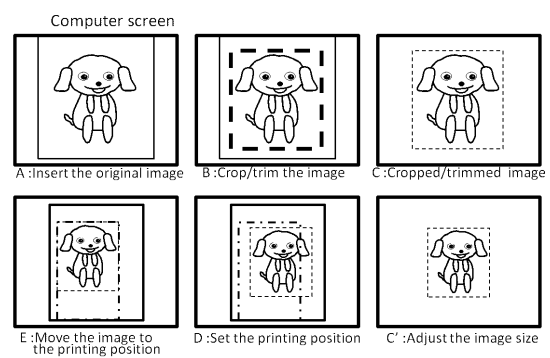 Computer screen
A :Insert the original image
B :Crop/trim the image
C :Cropped/trimmed image
E :Move the image to
the printing position
D :Set the printing position
C’ :Adjust the image size